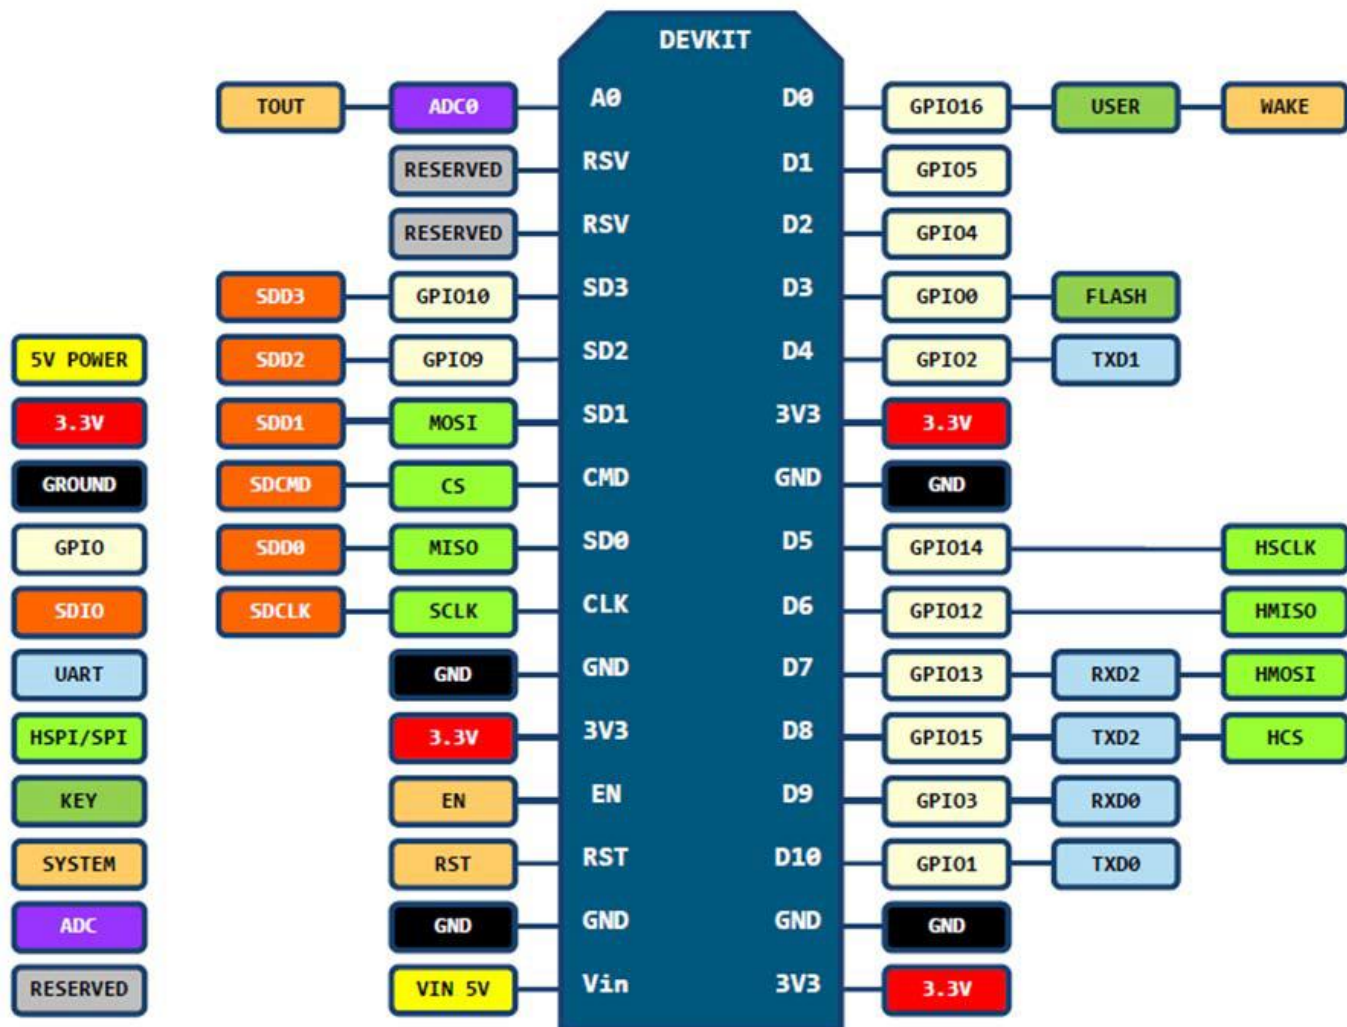 DEVKIT
TOUT ADC0 A0 D0 GPIO16 USER WAKE
RESERVED RSV D1 GPIO5
RESERVED RSV D2 GPIO4
SDD3 GPIO10 SD3 D3 GPIO0 FLASH
5V POWER SDD2 GPIO9 SD2 D4 GPIO2 TXD1
3.3V SDD1 MOSI SD1 3V3 3.3V
GROUND SDCMD CS CMD GND GND
GPIO SDD0 MISO SD0 D5 GPIO14 HSCLK
SDIO SDCLK SCLK CLK D6 GPIO12 HMISO
UART GND GND D7 GPIO13 RXD2 HMOSI
HSPI/SPI 3.3V 3V3 D8 GPIO15 TXD2 HCS
KEY EN EN D9 GPIO3 RXD0
SYSTEM RST RST D10 GPIO1 TXD0
ADC GND GND GND GND
RESERVED VIN 5V Vin 3V3 3.3V